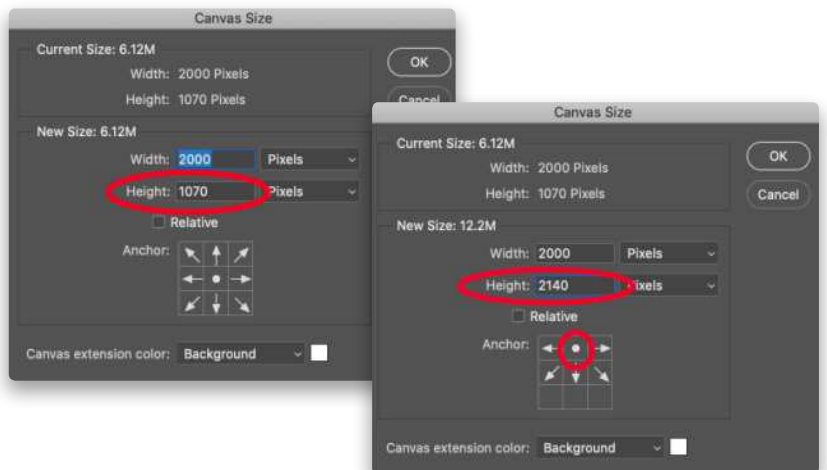 Canvas Size
Current Size: 6.12M
OK
Width: 2000 Pixels
Height: 1070 Pixels
Cancel
New Size: 6.12M
Width: 2000 Pixels
Height: 1070 Pixels
Relative
Anchor:
Canvas extension color: Background
Canvas Size
Current Size: 6.12M
OK
Width: 2000 Pixels
Height: 1070 Pixels
Cancel
New Size: 12.2M
Width: 2000 Pixels
Height: 2140 Pixels
Relative
Anchor:
Canvas extension color: Background